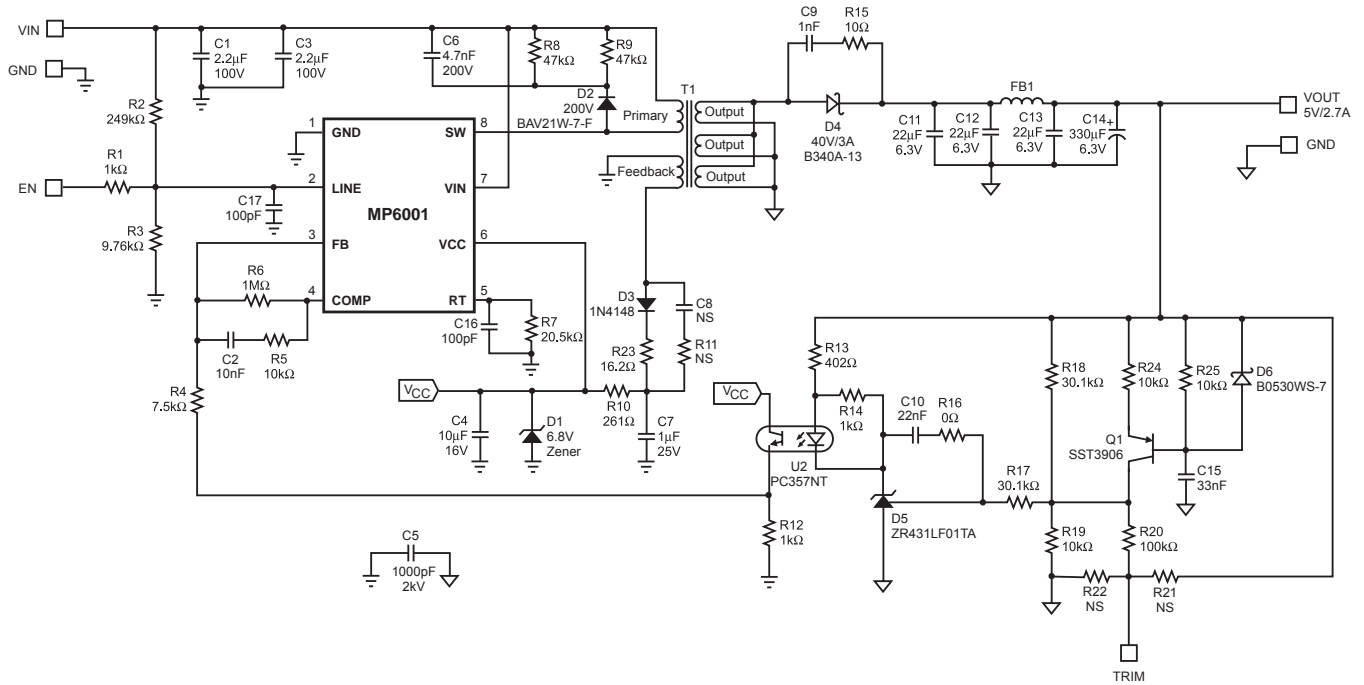 VIN
GND
C1
2.2µF
100V
C3
2.2µF
100V
C6
4.7nF
200V
R8
47kΩ
R9
47kΩ
D2
200V
BAV21W-7-F
C9
1nF
R15
10Ω
T1
Primary
Output
Output
Output
Feedback
D4
40V/3A
B340A-13
FB1
C11
22µF
6.3V
C12
22µF
6.3V
C13
22µF
6.3V
C14
+
330µF
6.3V
VOUT
5V/2.7A
GND
R2
249kΩ
R1
1kΩ
EN
R3
9.76kΩ
C17
100pF
1
GND
2
LINE
3
FB
4
COMP
MP6001
SW
8
VIN
7
VCC
6
RT
5
R6
1MΩ
C2
10nF
R5
10kΩ
R4
7.5kΩ
C16
100pF
R7
20.5kΩ
D3
1N4148
C8
NS
R23
16.2Ω
R11
NS
VCC
C4
10µF
16V
D1
6.8V
Zener
R10
261Ω
C7
1µF
25V
VCC
R13
402Ω
R14
1kΩ
C10
22nF
R16
0Ω
U2
PC357NT
R12
1kΩ
D5
ZR431LF01TA
R17
30.1kΩ
R18
30.1kΩ
R24
10kΩ
R25
10kΩ
D6
B0530WS-7
Q1
SST3906
C15
33nF
R19
10kΩ
R20
100kΩ
R22
NS
R21
NS
TRIM
C5
1000pF
2kV